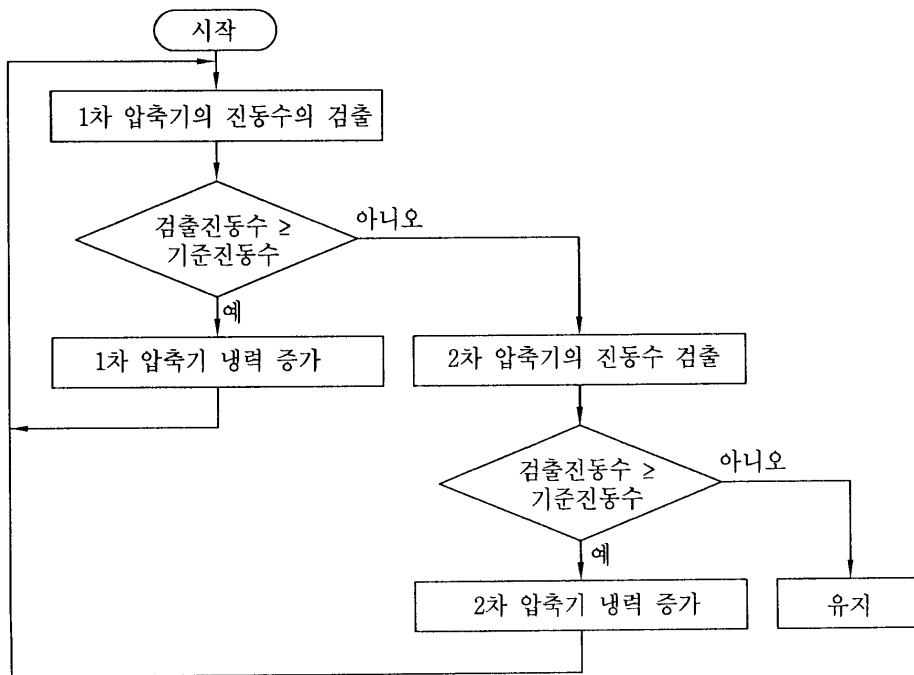 시작
1차 압축기의 진동수의 검출
검출진동수 ≥
기준진동수
아니오
예
1차 압축기 냉력 증가
2차 압축기의 진동수 검출
검출진동수 ≥
기준진동수
아니오
예
2차 압축기 냉력 증가
유지